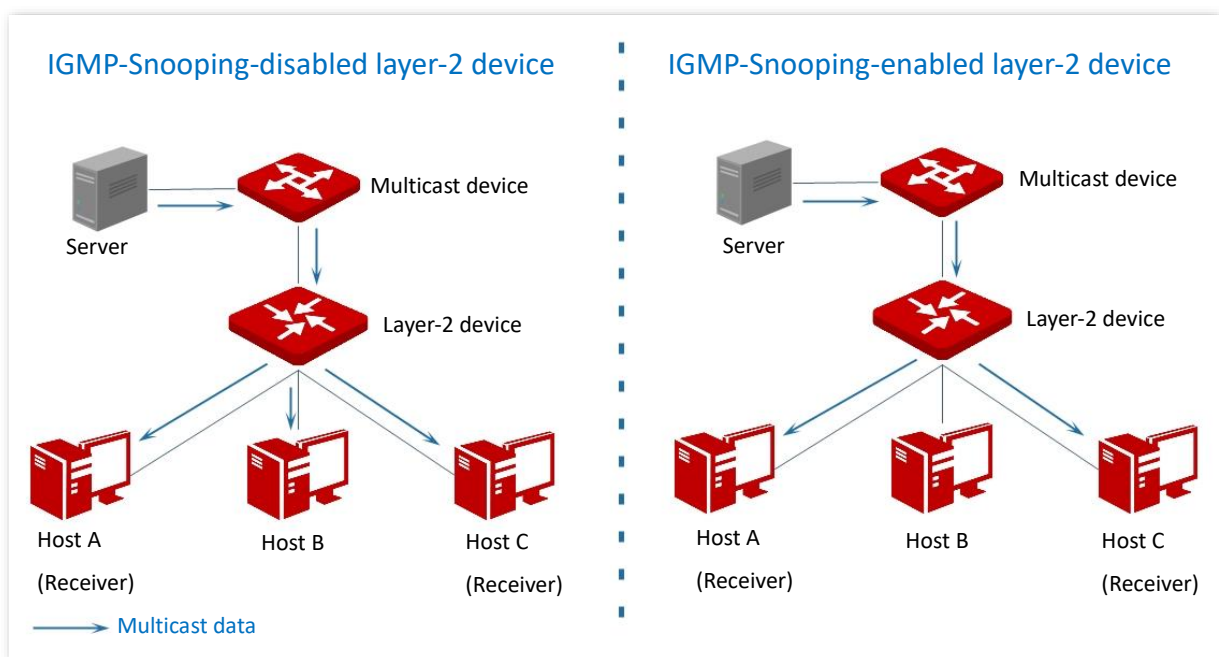 IGMP-Snooping-disabled layer-2 device
Server
Multicast device
Layer-2 device
Host A
(Receiver)
Host B
Host C
(Receiver)
Multicast data
IGMP-Snooping-enabled layer-2 device
Server
Multicast device
Layer-2 device
Host A
(Receiver)
Host B
Host C
(Receiver)